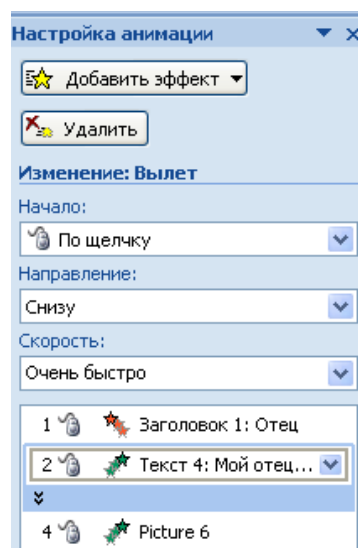 Настройка анимации
Добавить эффект
Удалить
Изменение: Вылет
Начало:
По щелчку
Направление:
Снизу
Скорость:
Очень быстро
1 Заголовок 1: Отец
2 Текст 4: Мой отец...
4 Picture 6